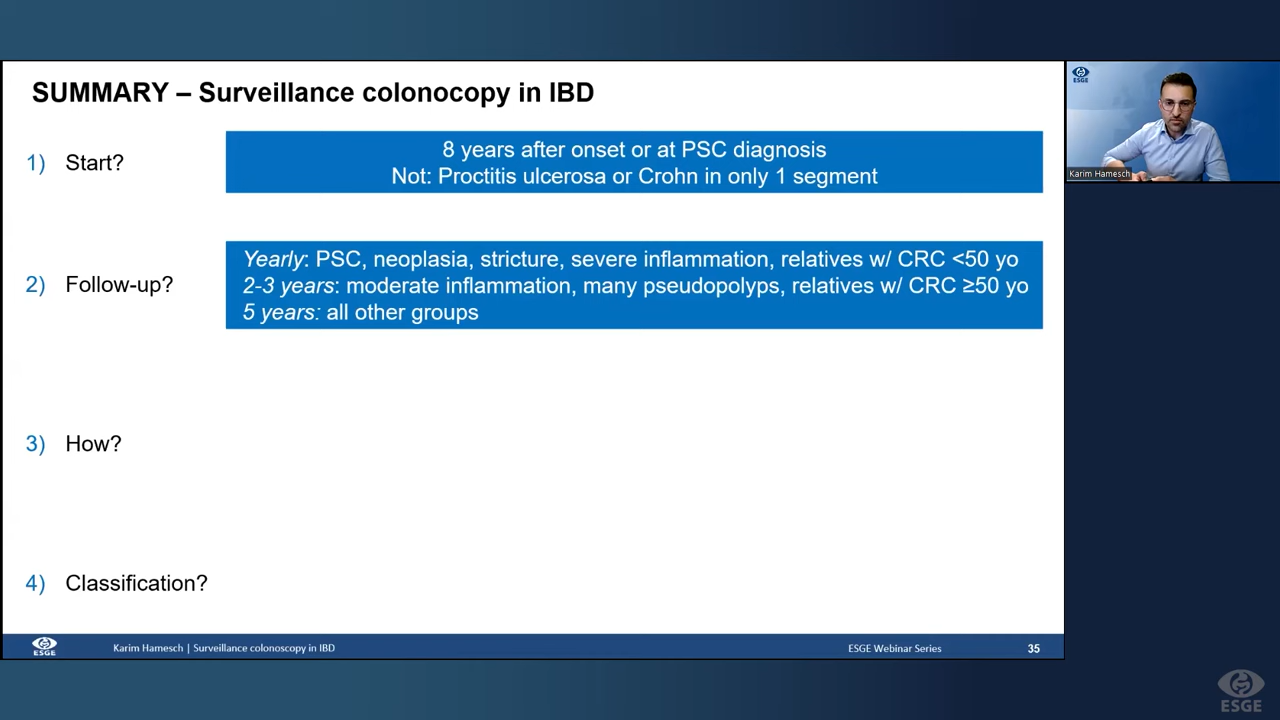 SUMMARY – Surveillance colonocopy in IBD
1) Start?
8 years after onset or at PSC diagnosis
Not: Proctitis ulcerosa or Crohn in only 1 segment
2) Follow-up?
Yearly: PSC, neoplasia, stricture, severe inflammation, relatives w/ CRC <50 yo
2-3 years: moderate inflammation, many pseudopolyps, relatives w/ CRC ≥50 yo
5 years: all other groups
3) How?
4) Classification?
ESGE
Karim Hamesch | Surveillance colonoscopy in IBD
ESGE Webinar Series
35
ESGE
Karim Hamesch
ESGE